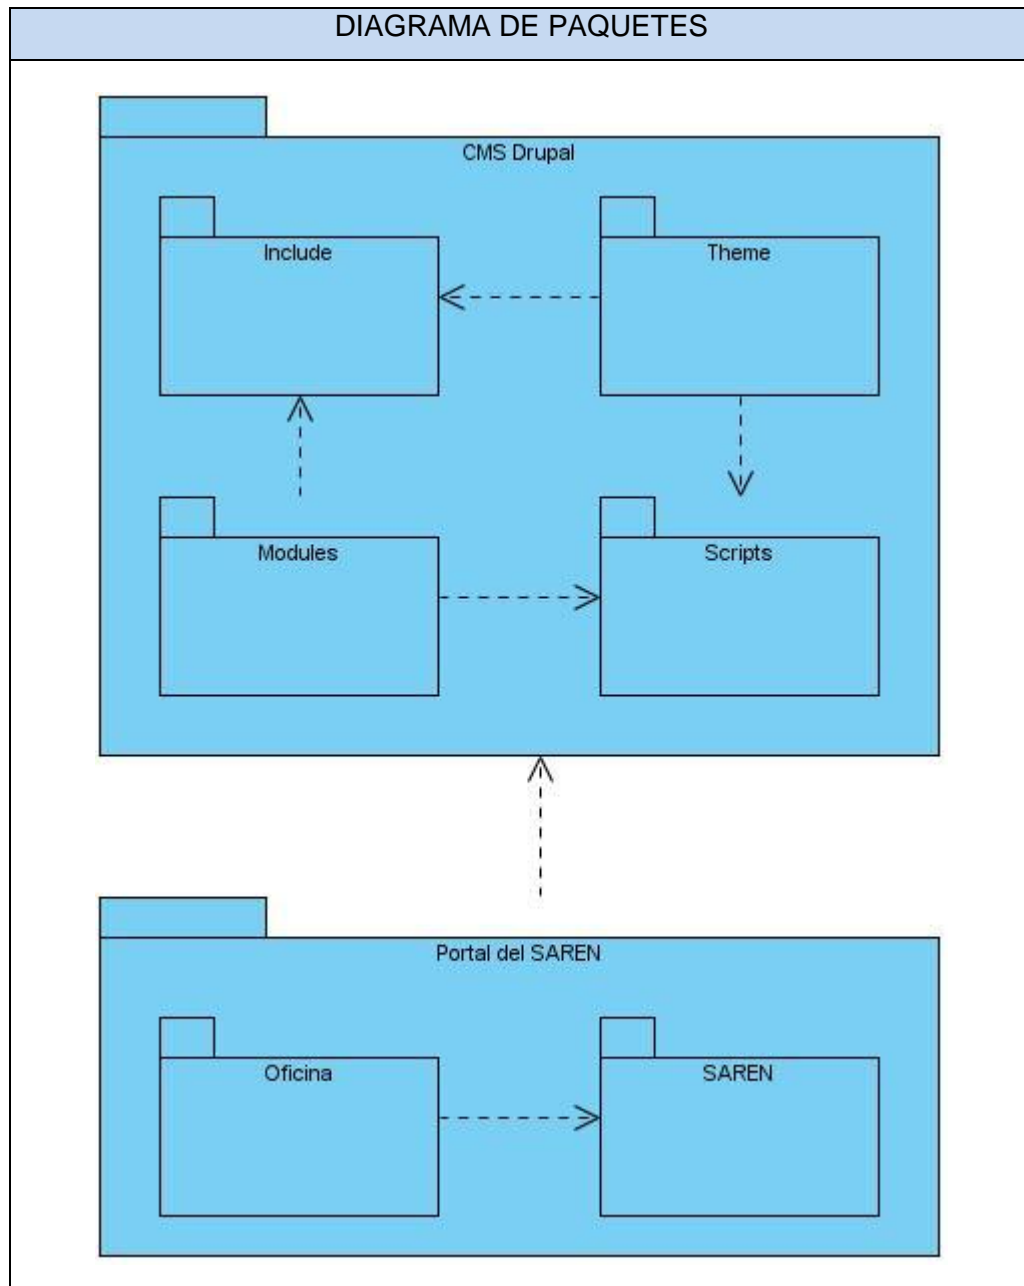 DIAGRAMA DE PAQUETES
CMS Drupal
Include
Theme
Modules
Scripts
Portal del SAREN
Oficina
SAREN